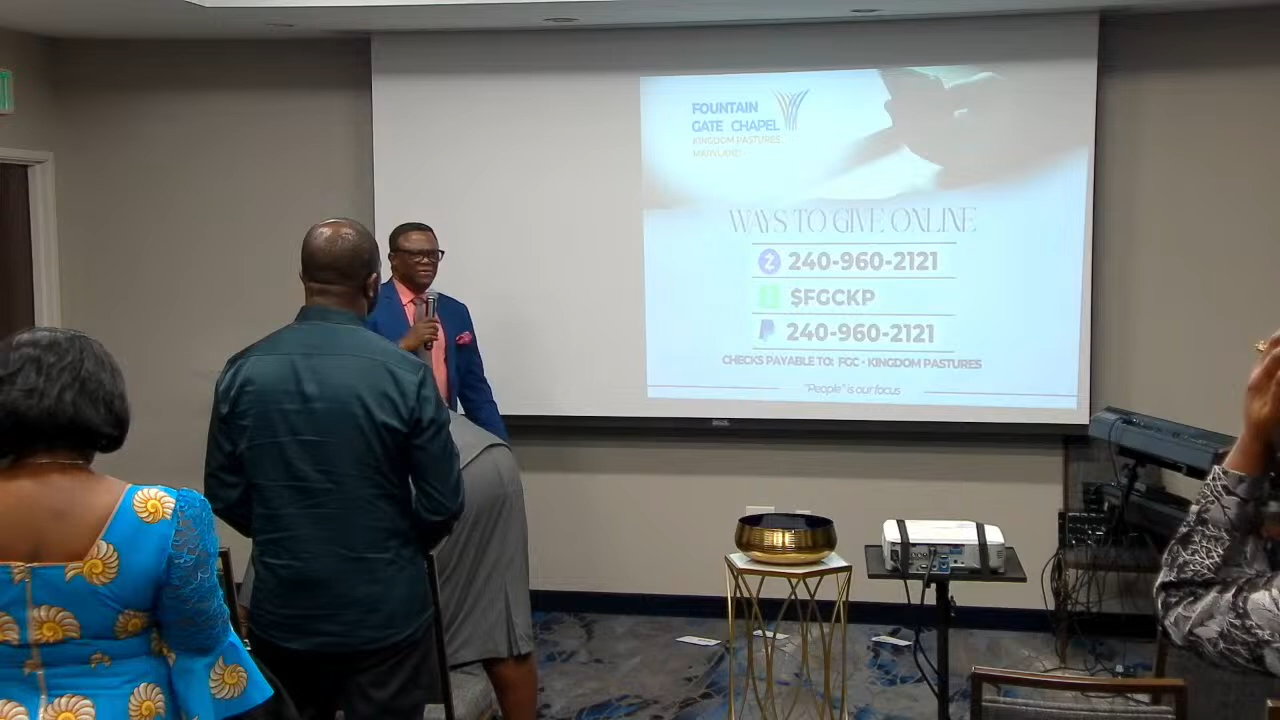 FOUNTAIN
GATE CHAPEL
KINGDOM PASTURES
MARYLAND
WAYS TO GIVE ONLINE
Z 240-960-2121
$FGCKP
240-960-2121
CHECKS PAYABLE TO: FGC - KINGDOM PASTURES
"People" is our focus